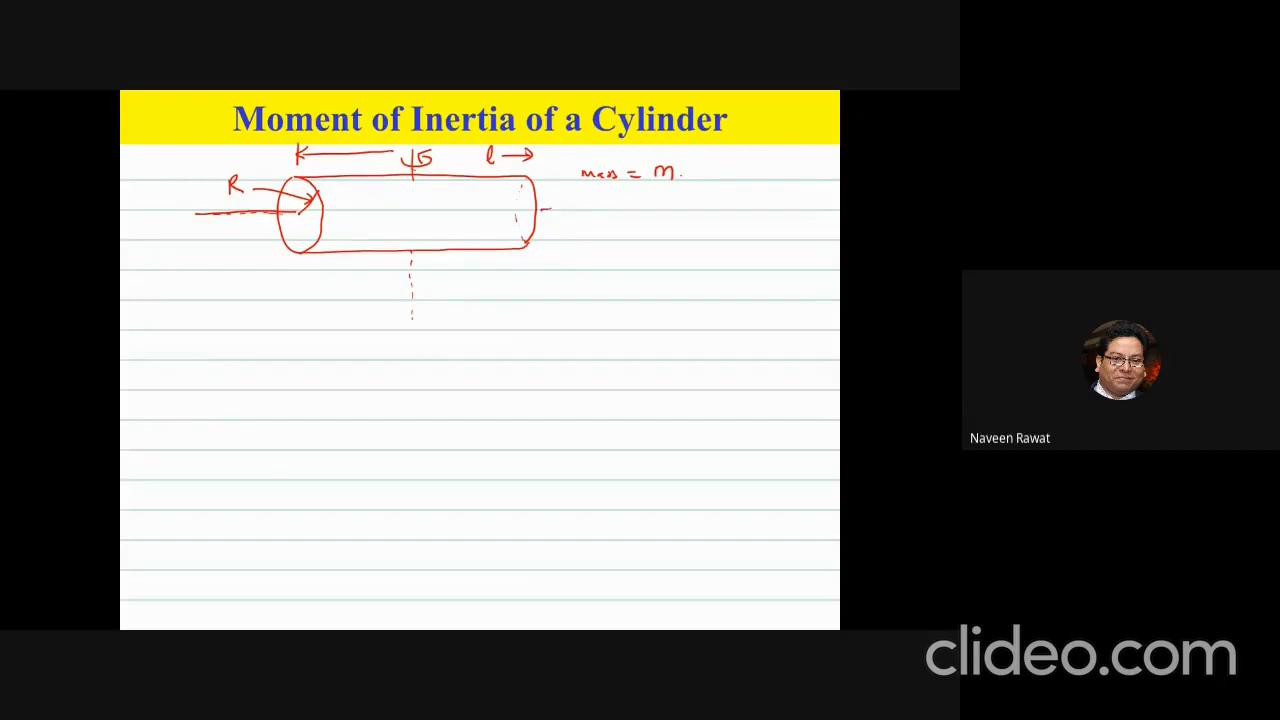 Moment of Inertia of a Cylinder
l
R
mass = M.
Naveen Rawat
clideo.com